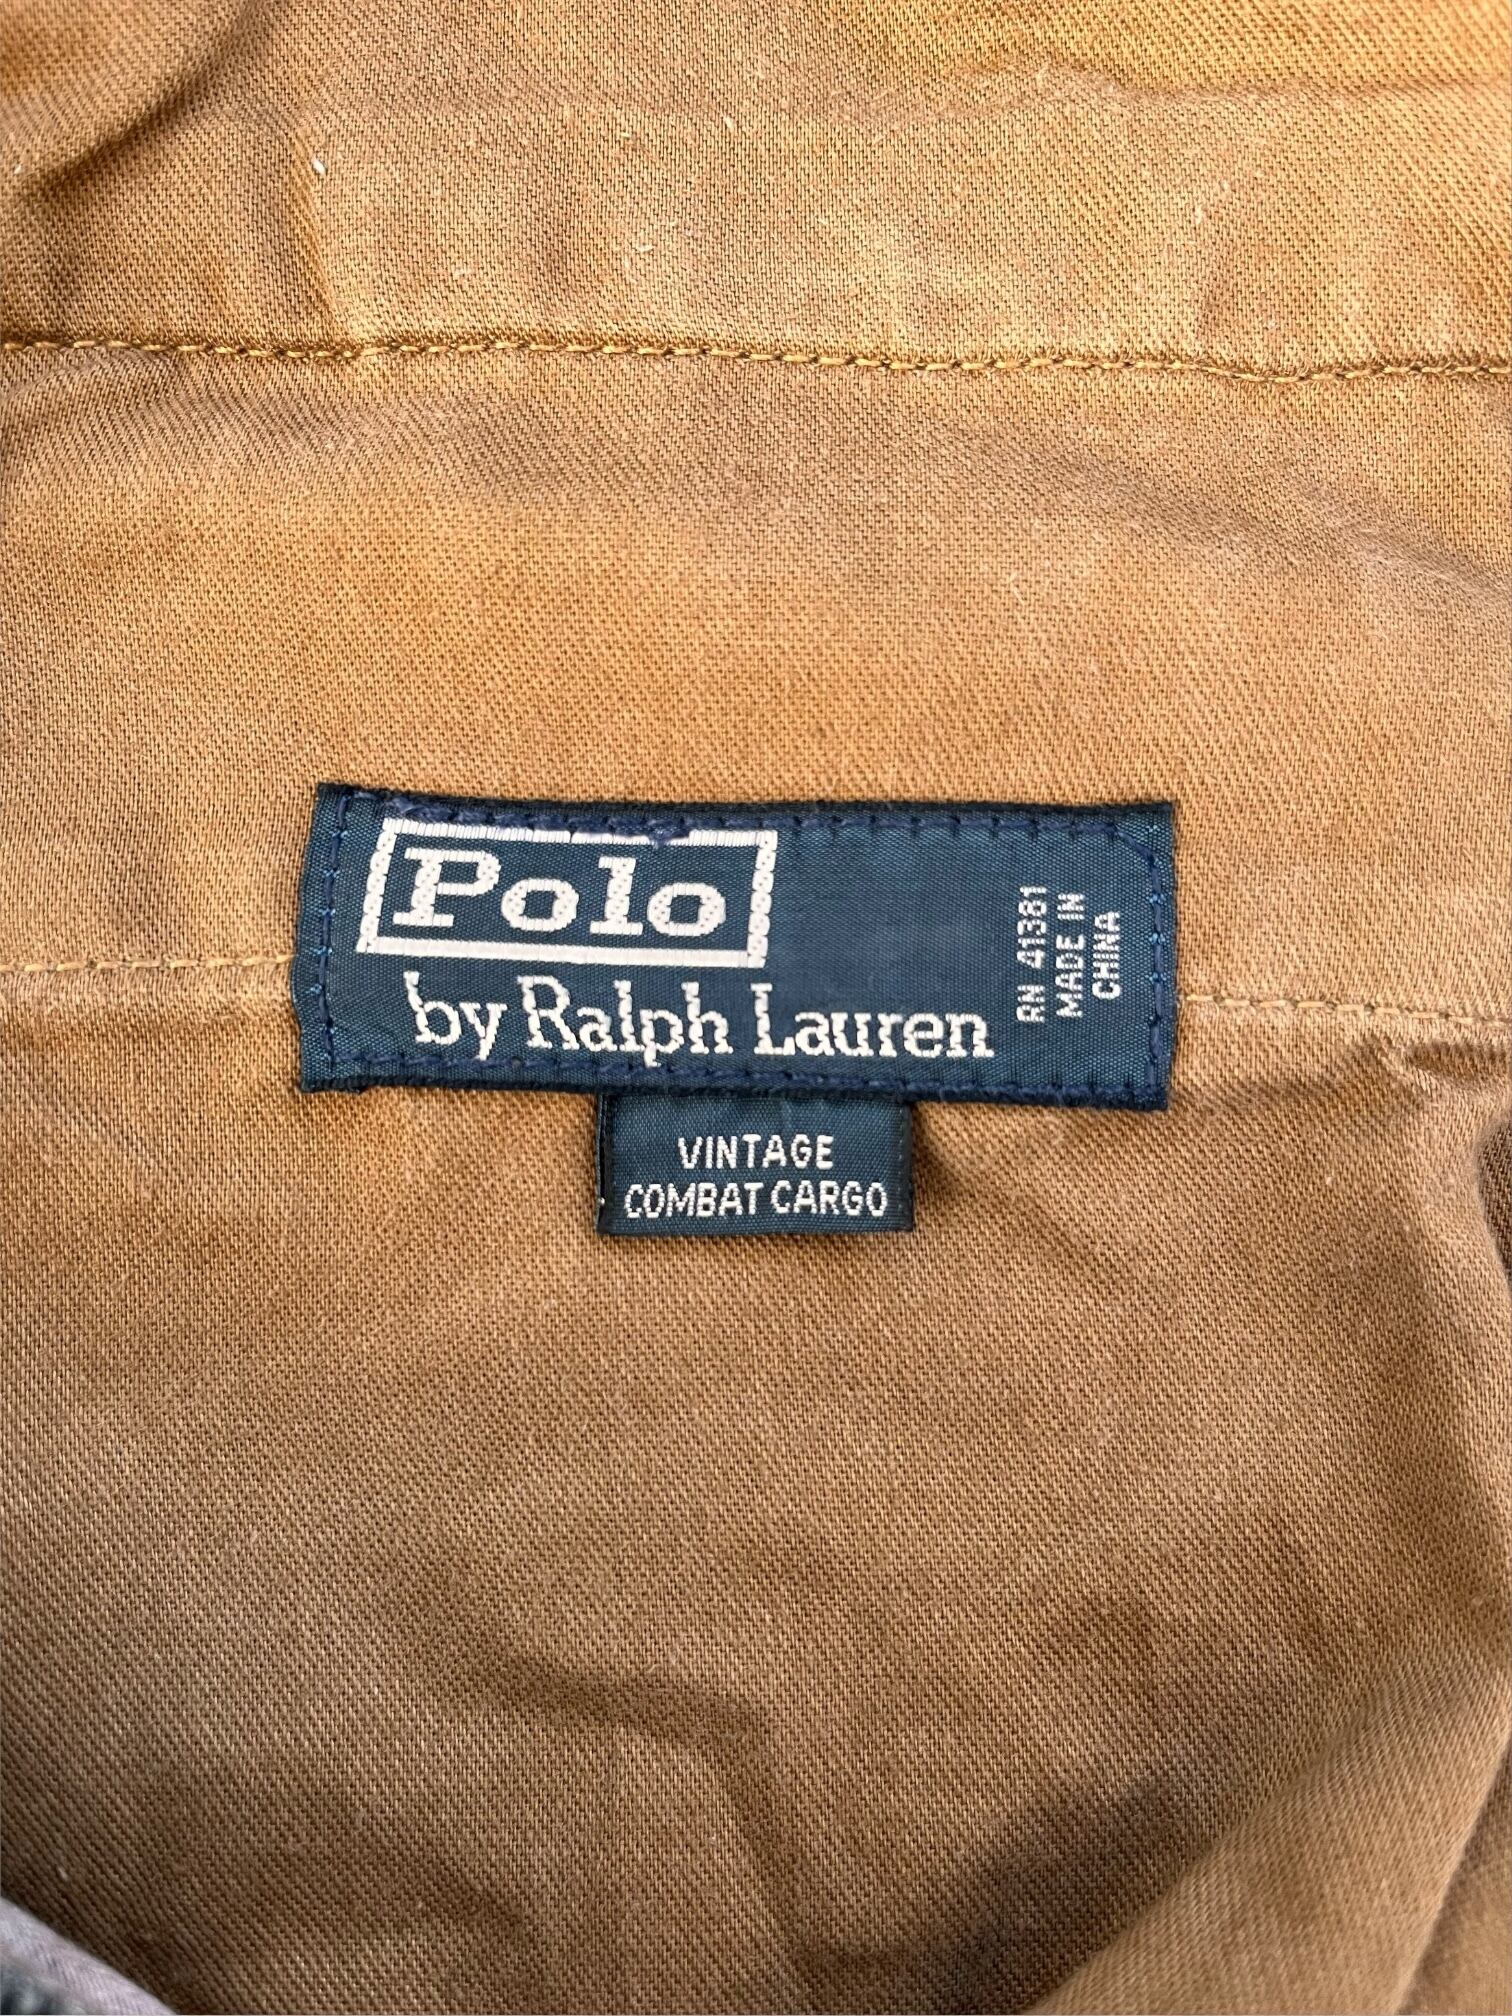 Polo
by Ralph Lauren
RN 41381
MADE IN
CHINA
VINTAGE
COMBAT CARGO